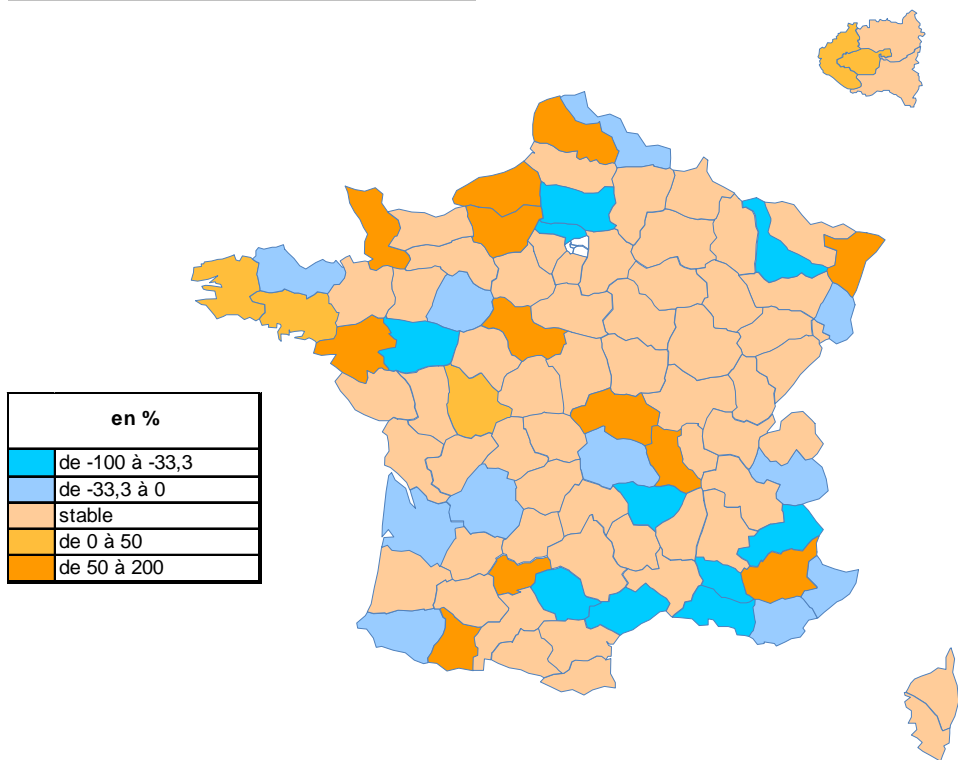 en %
de -100 à -33,3
de -33,3 à 0
stable
de 0 à 50
de 50 à 200